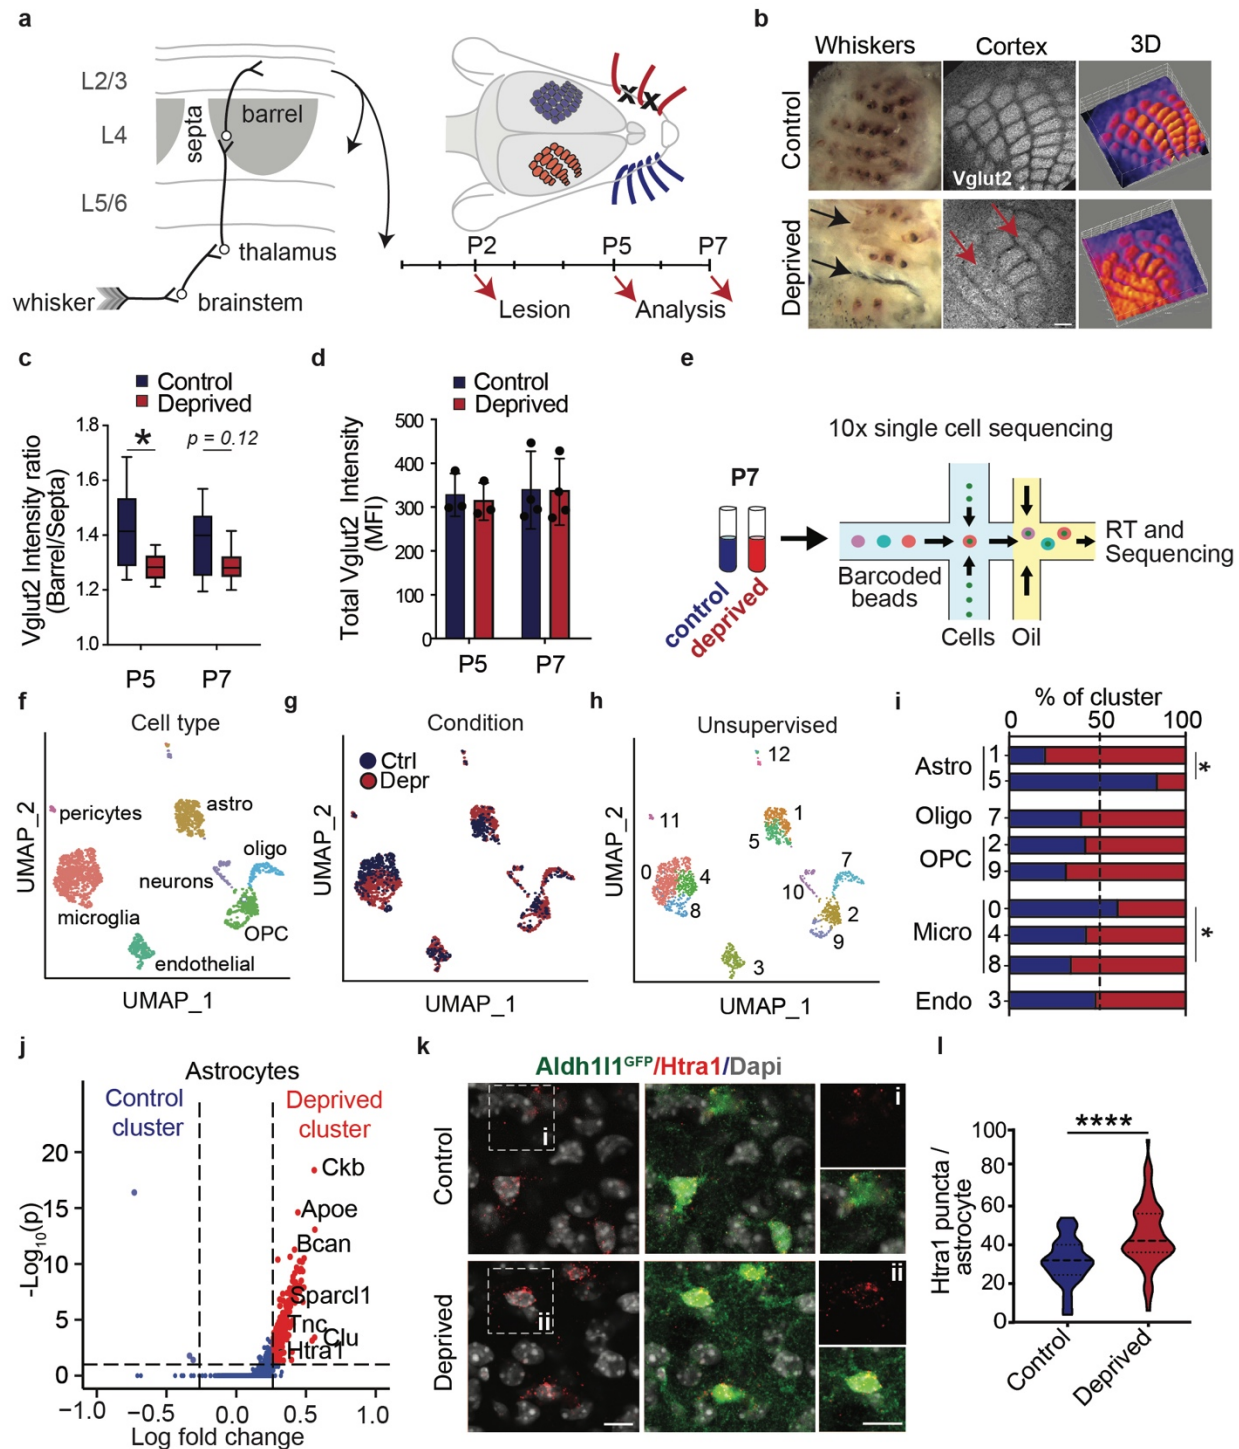 a
L2/3
L4
L5/6
septa
barrel
thalamus
brainstem
whisker
X X
P2
P5
P7
Lesion
Analysis
b
Whiskers
Cortex
3D
Control
Vglut2
Deprived
c
Control
Deprived
Vglut2 Intensity ratio
(Barrel/Septa)
1.8
1.6
1.4
1.2
1.0
*
p = 0.12
P5
P7
d
Control
Deprived
Total Vglut2 Intensity
(MFI)
500
400
300
200
100
0
P5
P7
e
10x single cell sequencing
P7
control
deprived
Barcoded
beads
Cells
Oil
RT and
Sequencing
f
Cell type
UMAP_2
pericytes
astro
oligo
neurons
microglia
OPC
endothelial
UMAP_1
g
Condition
Ctrl
Depr
UMAP_2
UMAP_1
h
Unsupervised
UMAP_2
12
11
1
5
0
4
7
10
8
2
9
3
UMAP_1
i
% of cluster
0
50
100
Astro
1
5
*
Oligo
7
OPC
2
9
Micro
0
4
8
*
Endo
3
j
Astrocytes
Control
cluster
Deprived
cluster
-Log10(p)
20
15
10
5
0
Ckb
Apoe
Bcan
Sparcl1
Tnc
Clu
Htra1
−1.0
−0.5
0.0
0.5
1.0
Log fold change
k
Aldh1l1GFP/Htra1/Dapi
Control
i
i
Deprived
ii
ii
l
Htra1 puncta /
astrocyte
100
80
60
40
20
0
****
Control
Deprived